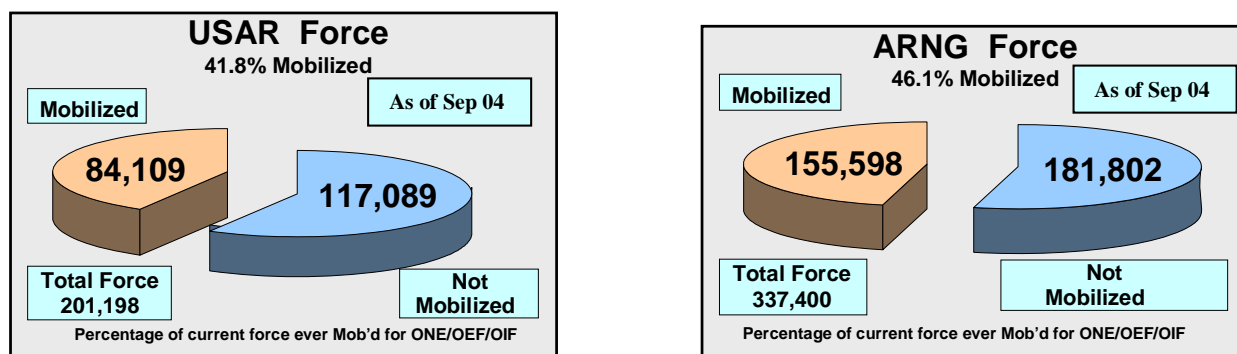 USAR Force
41.8% Mobilized
As of Sep 04
Mobilized
84,109
117,089
Total Force
201,198
Not
Mobilized
Percentage of current force ever Mob'd for ONE/OEF/OIF
ARNG Force
46.1% Mobilized
As of Sep 04
Mobilized
155,598
181,802
Total Force
337,400
Not
Mobilized
Percentage of current force ever Mob'd for ONE/OEF/OIF